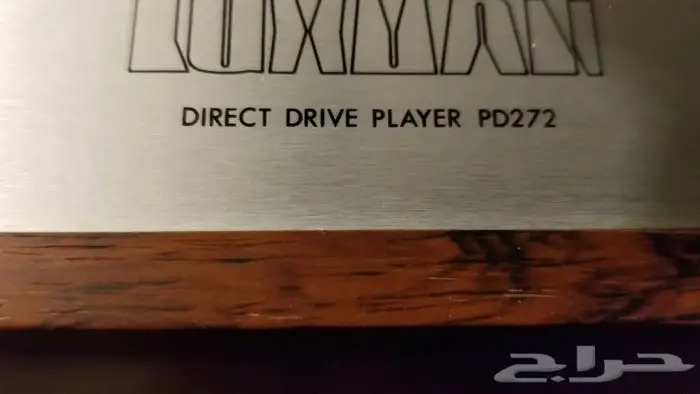 LUXMAN
DIRECT DRIVE PLAYER PD272
حراج